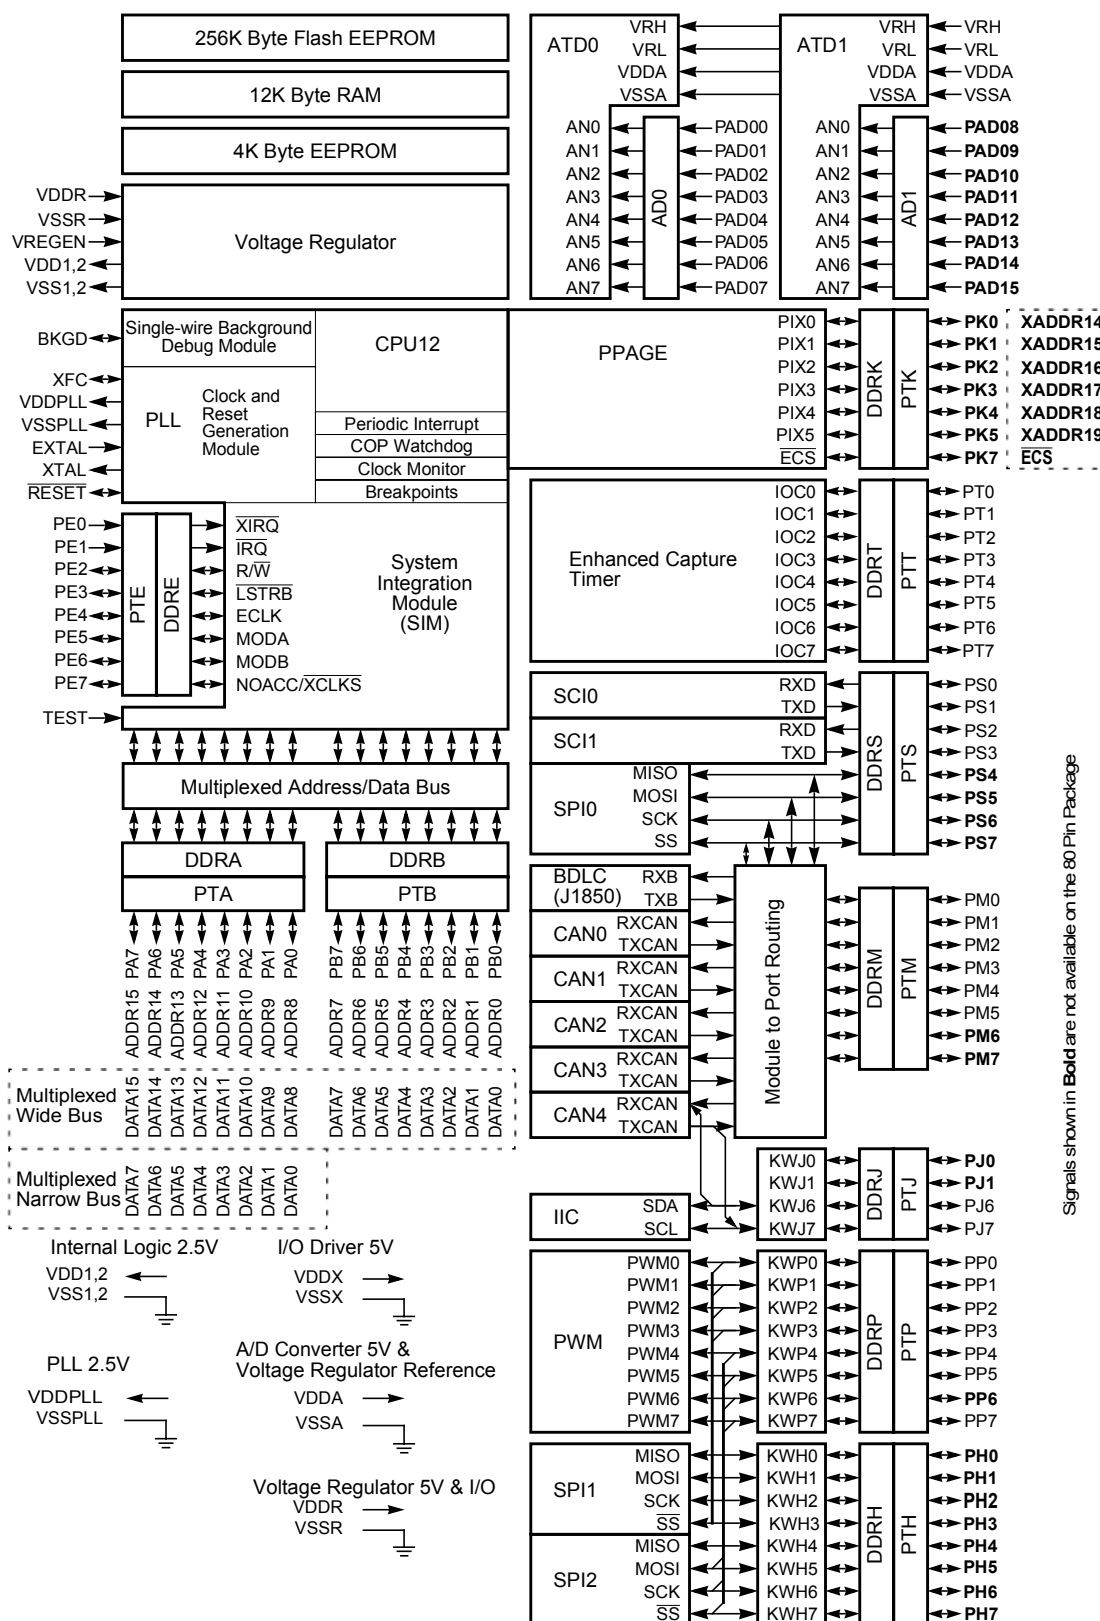 256K Byte Flash EEPROM
12K Byte RAM
4K Byte EEPROM
VDDR
VSSR
VREGEN
VDD1,2
VSS1,2
Voltage Regulator
ATD0
VRH
VRL
VDDA
VSSA
AN0
AN1
AN2
AN3
AN4
AN5
AN6
AN7
AD0
PAD00
PAD01
PAD02
PAD03
PAD04
PAD05
PAD06
PAD07
ATD1
VRH
VRL
VDDA
VSSA
AN0
AN1
AN2
AN3
AN4
AN5
AN6
AN7
AD1
VRH
VRL
VDDA
VSSA
PAD08
PAD09
PAD10
PAD11
PAD12
PAD13
PAD14
PAD15
BKGD
XFC
VDDPLL
VSSPLL
EXTAL
XTAL
RESET
Single-wire Background
Debug Module
CPU12
PLL
Clock and
Reset
Generation
Module
Periodic Interrupt
COP Watchdog
Clock Monitor
Breakpoints
PPAGE
PIX0
PIX1
PIX2
PIX3
PIX4
PIX5
ECS
DDRK
PTK
PK0
PK1
PK2
PK3
PK4
PK5
PK7
XADDR14
XADDR15
XADDR16
XADDR17
XADDR18
XADDR19
ECS
PE0
PE1
PE2
PE3
PE4
PE5
PE6
PE7
TEST
PTE
DDRE
XIRQ
IRQ
R/W
LSTRB
ECLK
MODA
MODB
NOACC/XCLKS
System
Integration
Module
(SIM)
Enhanced Capture
Timer
IOC0
IOC1
IOC2
IOC3
IOC4
IOC5
IOC6
IOC7
DDRT
PTT
PT0
PT1
PT2
PT3
PT4
PT5
PT6
PT7
SCI0
RXD
TXD
SCI1
RXD
TXD
SPI0
MISO
MOSI
SCK
SS
DDRS
PTS
PS0
PS1
PS2
PS3
PS4
PS5
PS6
PS7
Multiplexed Address/Data Bus
DDRA
PTA
DDRB
PTB
PA7
PA6
PA5
PA4
PA3
PA2
PA1
PA0
PB7
PB6
PB5
PB4
PB3
PB2
PB1
PB0
ADDR15
ADDR14
ADDR13
ADDR12
ADDR11
ADDR10
ADDR9
ADDR8
ADDR7
ADDR6
ADDR5
ADDR4
ADDR3
ADDR2
ADDR1
ADDR0
Multiplexed
Wide Bus
DATA15
DATA14
DATA13
DATA12
DATA11
DATA10
DATA9
DATA8
DATA7
DATA6
DATA5
DATA4
DATA3
DATA2
DATA1
DATA0
Multiplexed
Narrow Bus
DATA7
DATA6
DATA5
DATA4
DATA3
DATA2
DATA1
DATA0
BDLC
(J1850)
RXB
TXB
CAN0
RXCAN
TXCAN
CAN1
RXCAN
TXCAN
CAN2
RXCAN
TXCAN
CAN3
RXCAN
TXCAN
CAN4
RXCAN
TXCAN
Module to Port Routing
DDRM
PTM
PM0
PM1
PM2
PM3
PM4
PM5
PM6
PM7
IIC
SDA
SCL
KWJ0
KWJ1
KWJ6
KWJ7
DDRJ
PTJ
PJ0
PJ1
PJ6
PJ7
PWM
PWM0
PWM1
PWM2
PWM3
PWM4
PWM5
PWM6
PWM7
KWP0
KWP1
KWP2
KWP3
KWP4
KWP5
KWP6
KWP7
DDRP
PTP
PP0
PP1
PP2
PP3
PP4
PP5
PP6
PP7
SPI1
MISO
MOSI
SCK
SS
SPI2
MISO
MOSI
SCK
SS
KWH0
KWH1
KWH2
KWH3
KWH4
KWH5
KWH6
KWH7
DDRH
PTH
PH0
PH1
PH2
PH3
PH4
PH5
PH6
PH7
Internal Logic 2.5V
VDD1,2
VSS1,2
I/O Driver 5V
VDDX
VSSX
PLL 2.5V
VDDPLL
VSSPLL
A/D Converter 5V &
Voltage Regulator Reference
VDDA
VSSA
Voltage Regulator 5V & I/O
VDDR
VSSR
Signals shown in Bold are not available on the 80 Pin Package